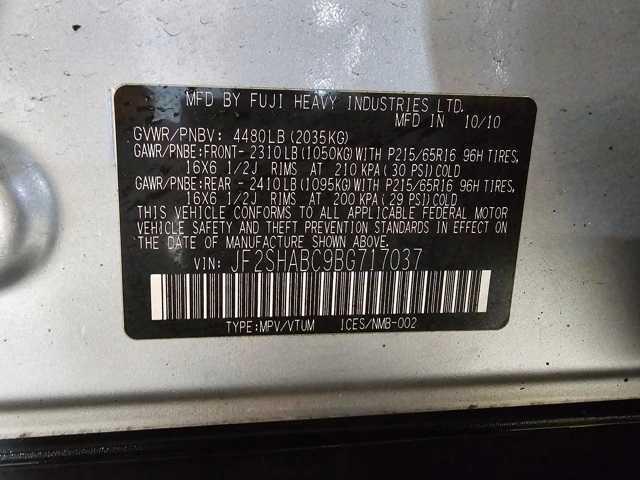 MFD BY FUJI HEAVY INDUSTRIES LTD.
MFD IN 10/10
GVWR/PNBV: 4480LB(2035KG)
GAWR/PNBE:FRONT-2310LB(1050KG)WITH P215/65R16 96H TIRES,
16X6 1/2J RIMS AT 210 KPA(30 PSI)COLD
GAWR/PNBE:REAR -2410LB(1095KG)WITH P215/65R16 96H TIRES,
16X6 1/2J RIMS AT 200 KPA(29 PSI)COLD
THIS VEHICLE CONFORMS TO ALL APPLICABLE FEDERAL MOTOR
VEHICLE SAFETY AND THEFT PREVENTION STANDARDS IN EFFECT ON
THE DATE OF MANUFACTURE SHOWN ABOVE.
VIN: JF2SHABC9BG717037
TYPE:MPV/VTUM ICES/NMB-002